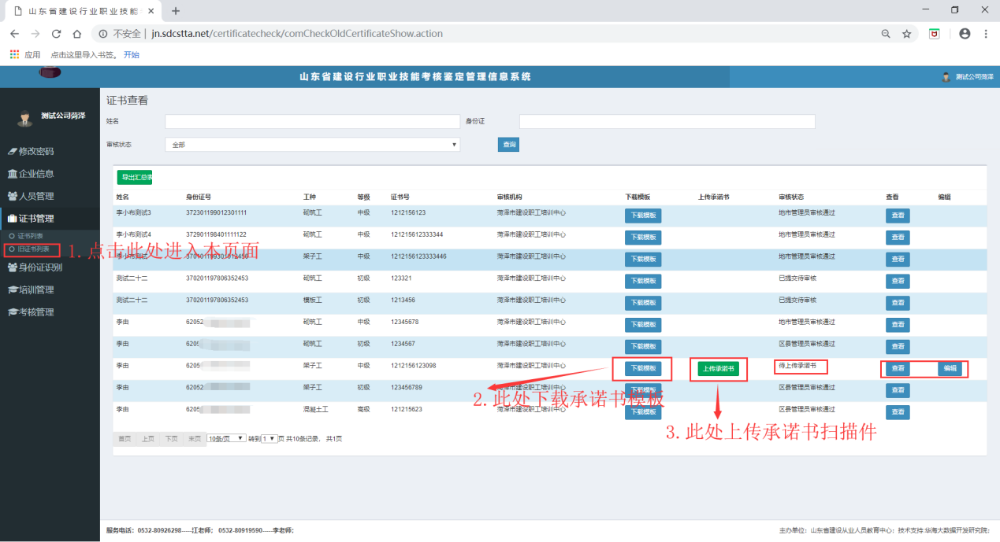 山东省建设行业职业技能
不安全 | jn.sdcstta.net/certificatecheck/comCheckOldCertificateShow.action
应用 点击这里导入书签。 开始
山东省建设行业职业技能考核鉴定管理信息系统
测试公司菏泽
测试公司菏泽
修改密码
企业信息
人员管理
证书管理
证书列表
旧证书列表
身份证识别
培训管理
考核管理
证书查看
姓名 身份证
审核状态 全部 查询
导出汇总表
姓名 身份证号 工种 等级 证书号 审核机构 下载模板 上传承诺书 审核状态 查看 编辑
李小布测试3 372301199012301111 砌筑工 中级 1212156123 菏泽市建设职工培训中心 下载模板 地市管理员审核通过 查看
李小布测试4 372901198401111122 砌筑工 中级 12121561233344 菏泽市建设职工培训中心 下载模板 地市管理员审核通过 查看
1.点击此处进入本页面
架子工 中级 121215612333446 菏泽市建设职工培训中心 下载模板 地市管理员审核通过 查看
测试二十二 370201197806352453 砌筑工 初级 123321 菏泽市建设职工培训中心 下载模板 已提交待审核 查看
测试二十二 370201197806352453 模板工 初级 1213456 菏泽市建设职工培训中心 下载模板 已提交待审核 查看
李由 62052 砌筑工 中级 12345678 菏泽市建设职工培训中心 下载模板 地市管理员审核通过 查看
李由 6205 砌筑工 初级 1234567 菏泽市建设职工培训中心 下载模板 区县管理员审核通过 查看
李由 6205 架子工 中级 1212156123098 菏泽市建设职工培训中心 下载模板 上传承诺书 待上传承诺书 查看 编辑
李由 62052 架子工 初级 123456789 菏泽市建设职工培训中心 下载模板 区县管理员审核通过 查看
2.此处下载承诺书模板
李由 6205 混凝土工 高级 121215623 菏泽市建设职工培训中心 下载模板 区县管理员审核通过 查看
3.此处上传承诺书扫描件
首页 上页 下页 末页 10条/页 转到 1 页 共10条记录， 共1页
服务电话：0532-80926298-----江老师； 0532-80919590-----李老师；
主办单位：山东省建设从业人员教育中心；技术支持:华海大数据开发研究院；